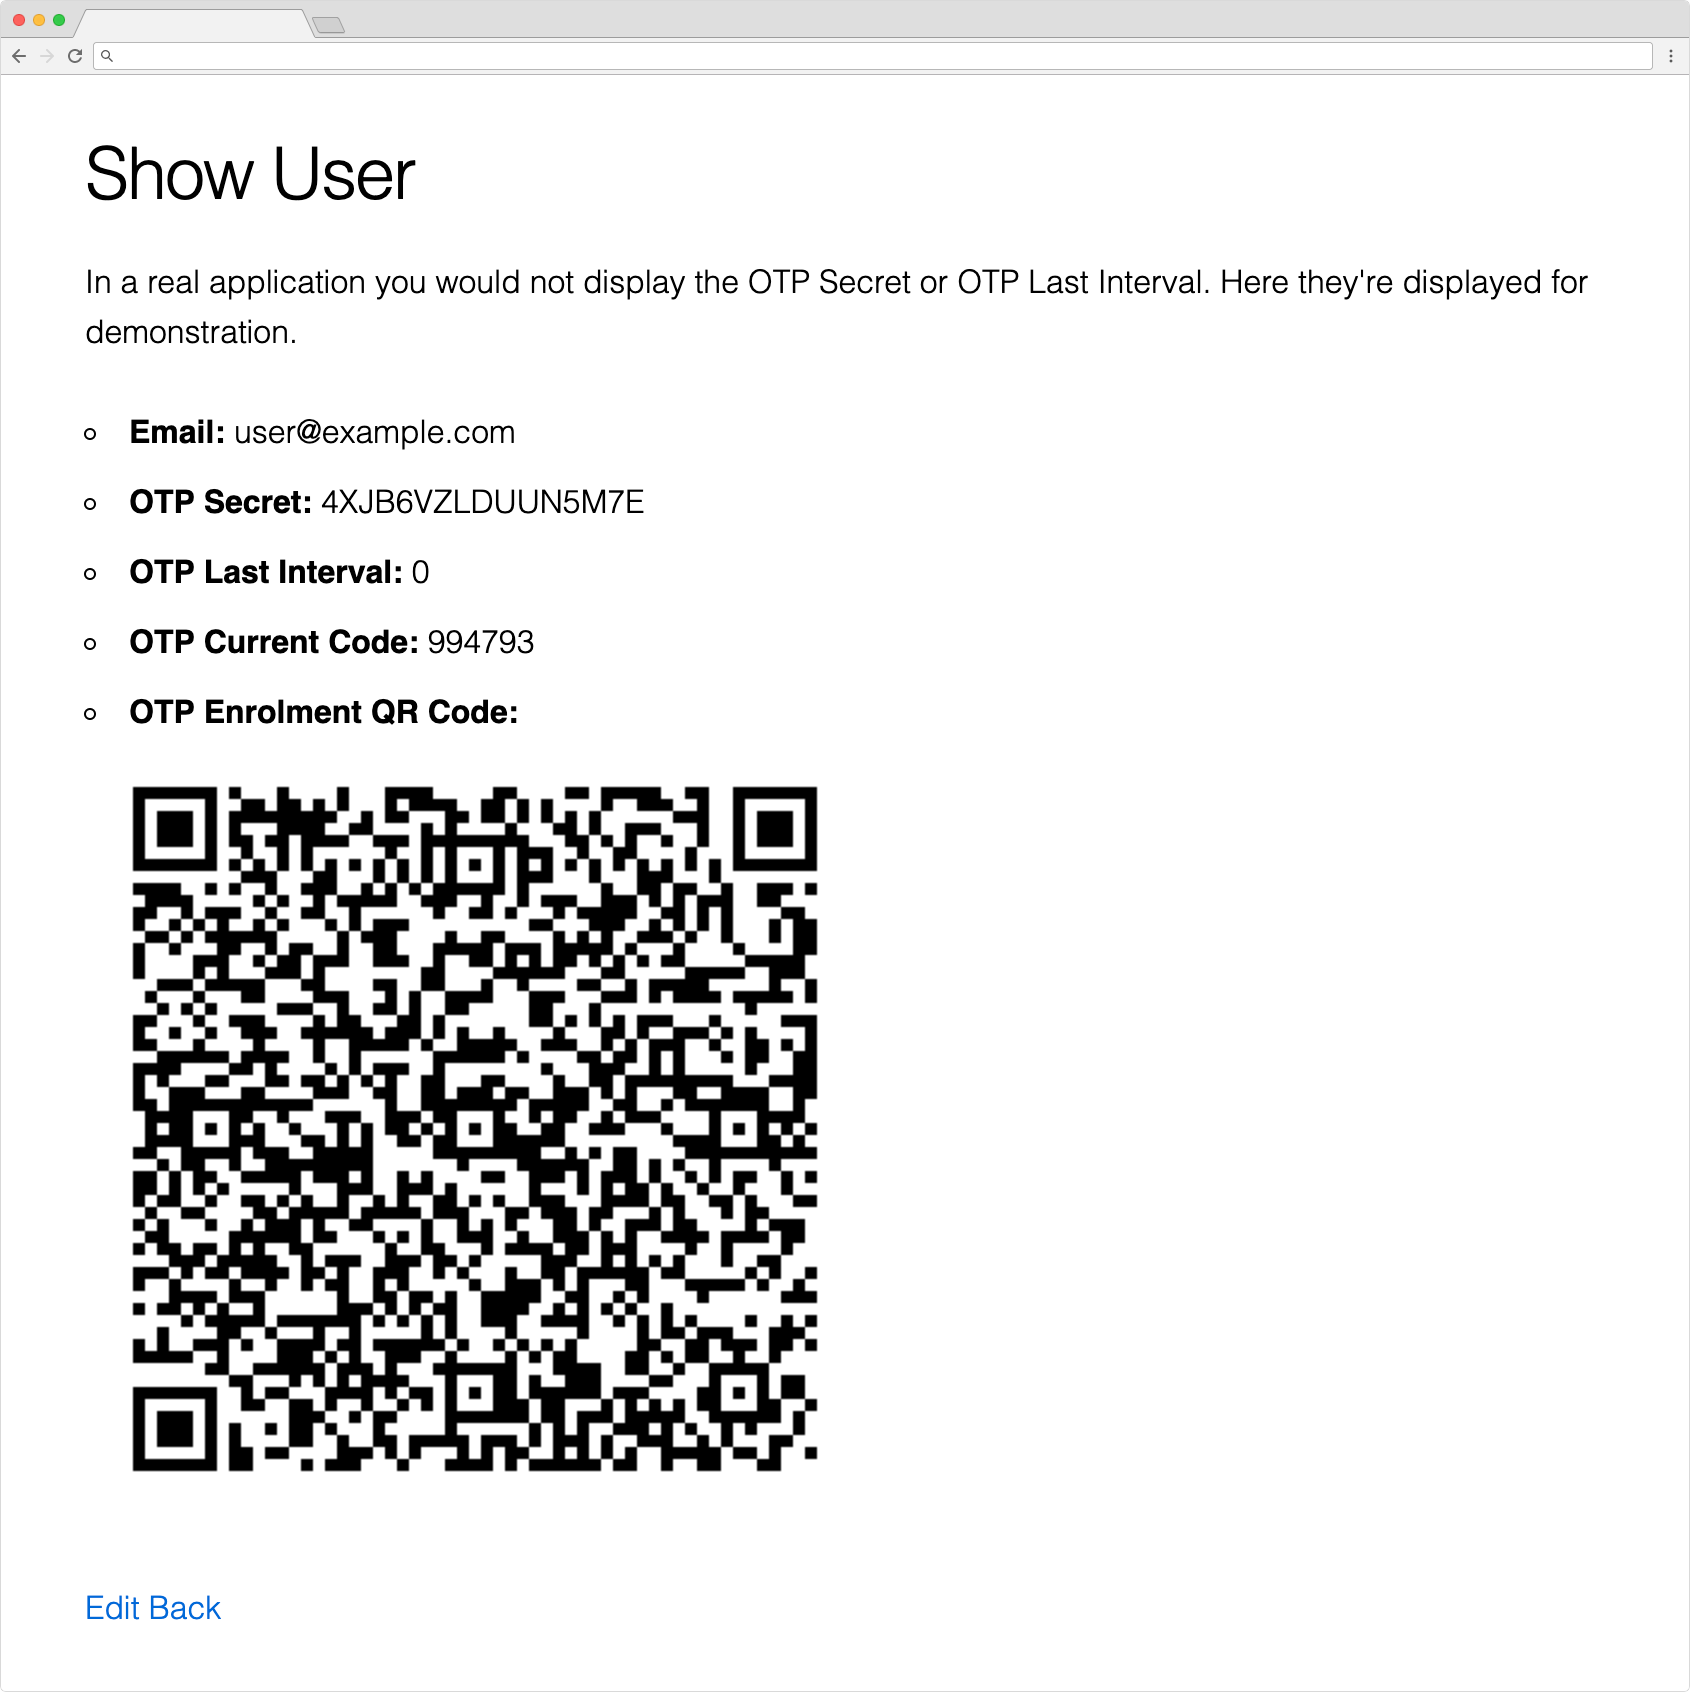 Show User
In a real application you would not display the OTP Secret or OTP Last Interval. Here they're displayed for
demonstration.
Email: user@example.com
OTP Secret: 4XJB6VZLDUUN5M7E
OTP Last Interval: 0
OTP Current Code: 994793
OTP Enrolment QR Code:
Edit Back